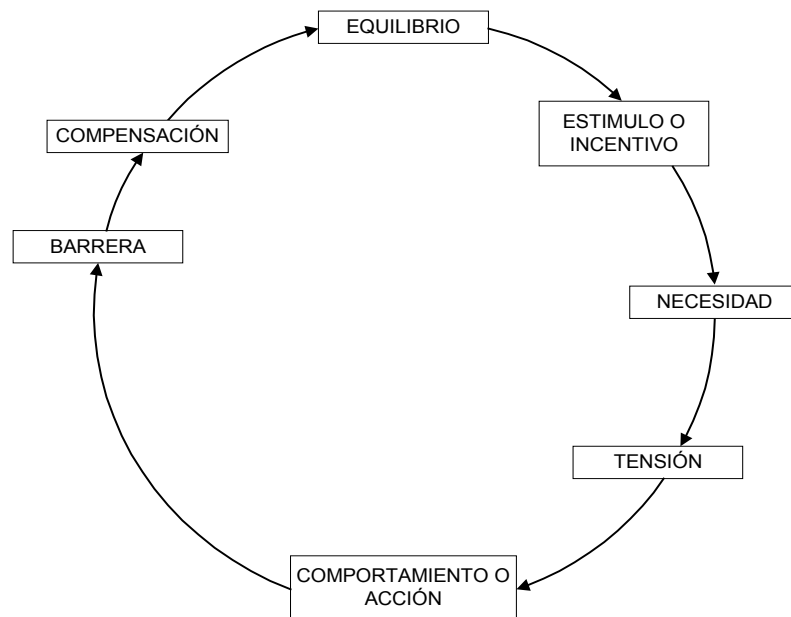 EQUILIBRIO
ESTIMULO O
INCENTIVO
NECESIDAD
TENSIÓN
COMPORTAMIENTO O
ACCIÓN
BARRERA
COMPENSACIÓN